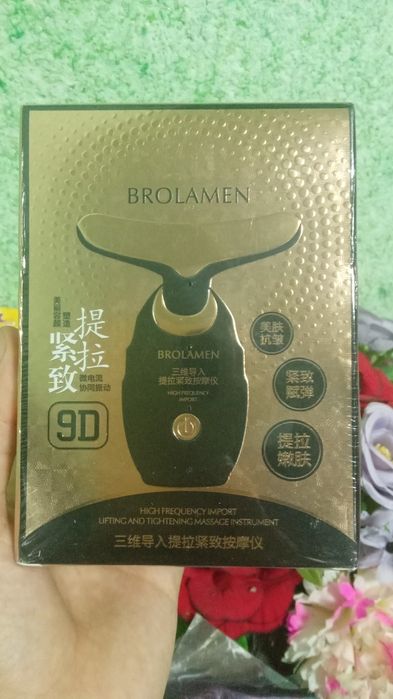 BROLAMEN
提拉
紧致
塑造
微电流
协同振动
9D
BROLAMEN
三维导入
提拉紧致按摩仪
HIGH FREQUENCY
IMPORT
美肤
抗皱
紧致
赋弹
提拉
嫩肤
HIGH FREQUENCY IMPORT
LIFTING AND TIGHTENING MASSAGE INSTRUMENT
三维导入提拉紧致按摩仪